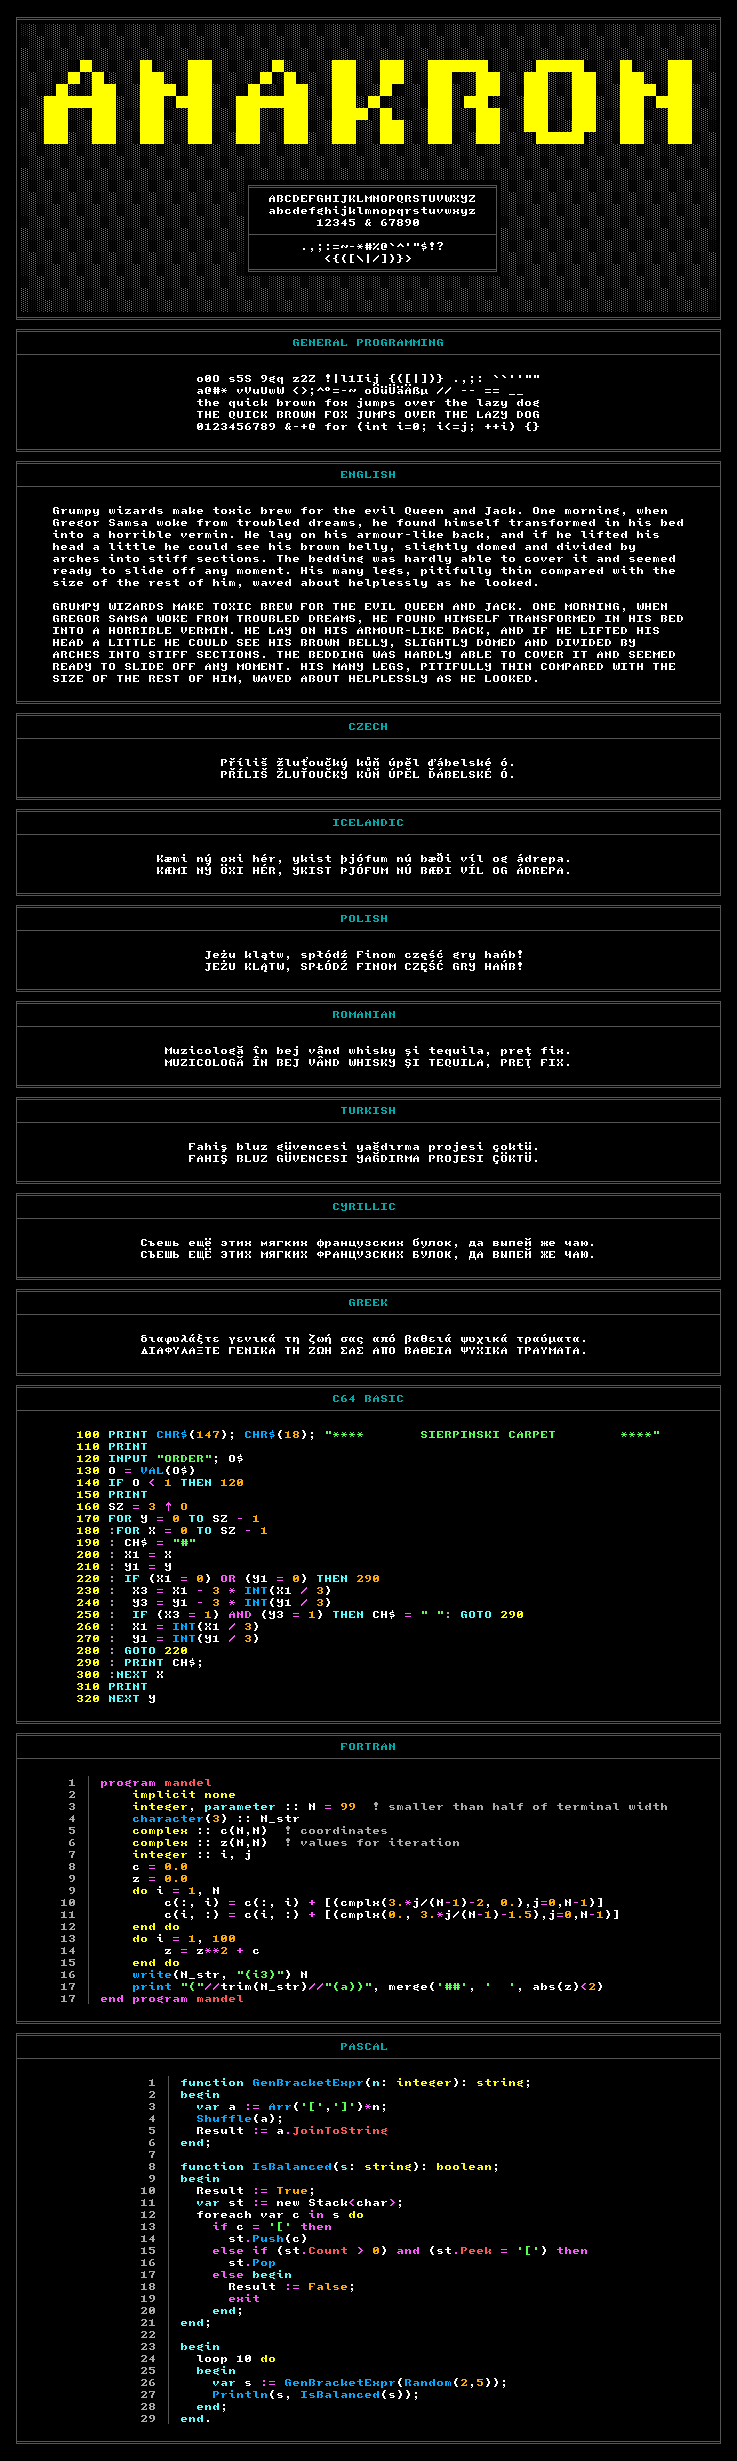 ANAKRON
ABCDEFGHIJKLMNOPQRSTUVWXYZ
abcdefghijklmnopqrstuvwxyz
12345 & 67890
.,;:=~-*#%@`^'"$!?
<{([\|/])}>
GENERAL PROGRAMMING
o0O s5S 9gq z2Z !|l1Iij {([|])} .,;: ``''""
a@#* vVuUwW <>;^°=-~ oÖüÜäÄßµ // -- == __
the quick brown fox jumps over the lazy dog
THE QUICK BROWN FOX JUMPS OVER THE LAZY DOG
0123456789 &-+@ for (int i=0; i<=j; ++i) {}
ENGLISH
Grumpy wizards make toxic brew for the evil Queen and Jack. One morning, when
Gregor Samsa woke from troubled dreams, he found himself transformed in his bed
into a horrible vermin. He lay on his armour-like back, and if he lifted his
head a little he could see his brown belly, slightly domed and divided by
arches into stiff sections. The bedding was hardly able to cover it and seemed
ready to slide off any moment. His many legs, pitifully thin compared with the
size of the rest of him, waved about helplessly as he looked.
GRUMPY WIZARDS MAKE TOXIC BREW FOR THE EVIL QUEEN AND JACK. ONE MORNING, WHEN
GREGOR SAMSA WOKE FROM TROUBLED DREAMS, HE FOUND HIMSELF TRANSFORMED IN HIS BED
INTO A HORRIBLE VERMIN. HE LAY ON HIS ARMOUR-LIKE BACK, AND IF HE LIFTED HIS
HEAD A LITTLE HE COULD SEE HIS BROWN BELLY, SLIGHTLY DOMED AND DIVIDED BY
ARCHES INTO STIFF SECTIONS. THE BEDDING WAS HARDLY ABLE TO COVER IT AND SEEMED
READY TO SLIDE OFF ANY MOMENT. HIS MANY LEGS, PITIFULLY THIN COMPARED WITH THE
SIZE OF THE REST OF HIM, WAVED ABOUT HELPLESSLY AS HE LOOKED.
CZECH
Příliš žluťoučký kůň úpěl ďábelské ó.
PŘÍLIŠ ŽLUŤOUČKÝ KŮŇ ÚPĚL ĎÁBELSKÉ Ó.
ICELANDIC
Kæmi ný oxi hér, ykist þjófum nú bæði víl og ádrepa.
KÆMI NÝ ÖXI HÉR, YKIST ÞJÓFUM NÚ BÆÐI VÍL OG ÁDREPA.
POLISH
Jeżu klątw, spłódź Finom część gry hańb!
JEŻU KLĄTW, SPŁÓDŹ FINOM CZĘŚĆ GRY HAŃB!
ROMANIAN
Muzicologă în bej vând whisky și tequila, preț fix.
MUZICOLOGĂ ÎN BEJ VÂND WHISKY ȘI TEQUILA, PREȚ FIX.
TURKISH
Fahiş bluz güvencesi yağdırma projesi çoktü.
FAHIŞ BLUZ GÜVENCESI YAĞDIRMA PROJESI ÇÖKTÜ.
CYRILLIC
Съешь ещё этих мягких французских булок, да выпей же чаю.
СЪЕШЬ ЕЩЁ ЭТИХ МЯГКИХ ФРАНЦУЗСКИХ БУЛОК, ДА ВЫПЕЙ ЖЕ ЧАЮ.
GREEK
διαφυλάξτε γενικά τη ζωή σας από βαθειά ψυχικά τραύματα.
ΔΙΑΦΥΛΑΞΤΕ ΓΕΝΙΚΑ ΤΗ ΖΩΗ ΣΑΣ ΑΠΟ ΒΑΘΕΙΑ ΨΥΧΙΚΑ ΤΡΑΥΜΑΤΑ.
C64 BASIC
100 PRINT CHR$(147); CHR$(18); "****       SIERPINSKI CARPET        ****"
110 PRINT
120 INPUT "ORDER"; O$
130 O = VAL(O$)
140 IF O < 1 THEN 120
150 PRINT
160 SZ = 3 ↑ O
170 FOR Y = 0 TO SZ - 1
180 :FOR X = 0 TO SZ - 1
190 : CH$ = "#"
200 : X1 = X
210 : Y1 = Y
220 : IF (X1 = 0) OR (Y1 = 0) THEN 290
230 :  X3 = X1 - 3 * INT(X1 / 3)
240 :  Y3 = Y1 - 3 * INT(Y1 / 3)
250 :  IF (X3 = 1) AND (Y3 = 1) THEN CH$ = " ": GOTO 290
260 :  X1 = INT(X1 / 3)
270 :  Y1 = INT(Y1 / 3)
280 : GOTO 220
290 : PRINT CH$;
300 :NEXT X
310 PRINT
320 NEXT Y
FORTRAN
1 program mandel
2     implicit none
3     integer, parameter :: N = 99  ! smaller than half of terminal width
4     character(3) :: N_str
5     complex :: c(N,N)  ! coordinates
6     complex :: z(N,N)  ! values for iteration
7     integer :: i, j
8     c = 0.0
9     z = 0.0
9     do i = 1, N
10         c(:, i) = c(:, i) + [(cmplx(3.*j/(N-1)-2, 0.),j=0,N-1)]
11         c(i, :) = c(i, :) + [(cmplx(0., 3.*j/(N-1)-1.5),j=0,N-1)]
12     end do
13     do i = 1, 100
14         z = z**2 + c
15     end do
16     write(N_str, "(i3)") N
17     print "("//trim(N_str)//"(a))", merge('##', '  ', abs(z)<2)
17 end program mandel
PASCAL
1 function GenBracketExpr(n: integer): string;
2 begin
3   var a := Arr('[',']')*n;
4   Shuffle(a);
5   Result := a.JoinToString
6 end;
7
8 function IsBalanced(s: string): boolean;
9 begin
10   Result := True;
11   var st := new Stack<char>;
12   foreach var c in s do
13     if c = '[' then
14       st.Push(c)
15     else if (st.Count > 0) and (st.Peek = '[') then
16       st.Pop
17     else begin
18       Result := False;
19       exit
20     end;
21 end;
22
23 begin
24   loop 10 do
25   begin
26     var s := GenBracketExpr(Random(2,5));
27     Println(s, IsBalanced(s));
28   end;
29 end.